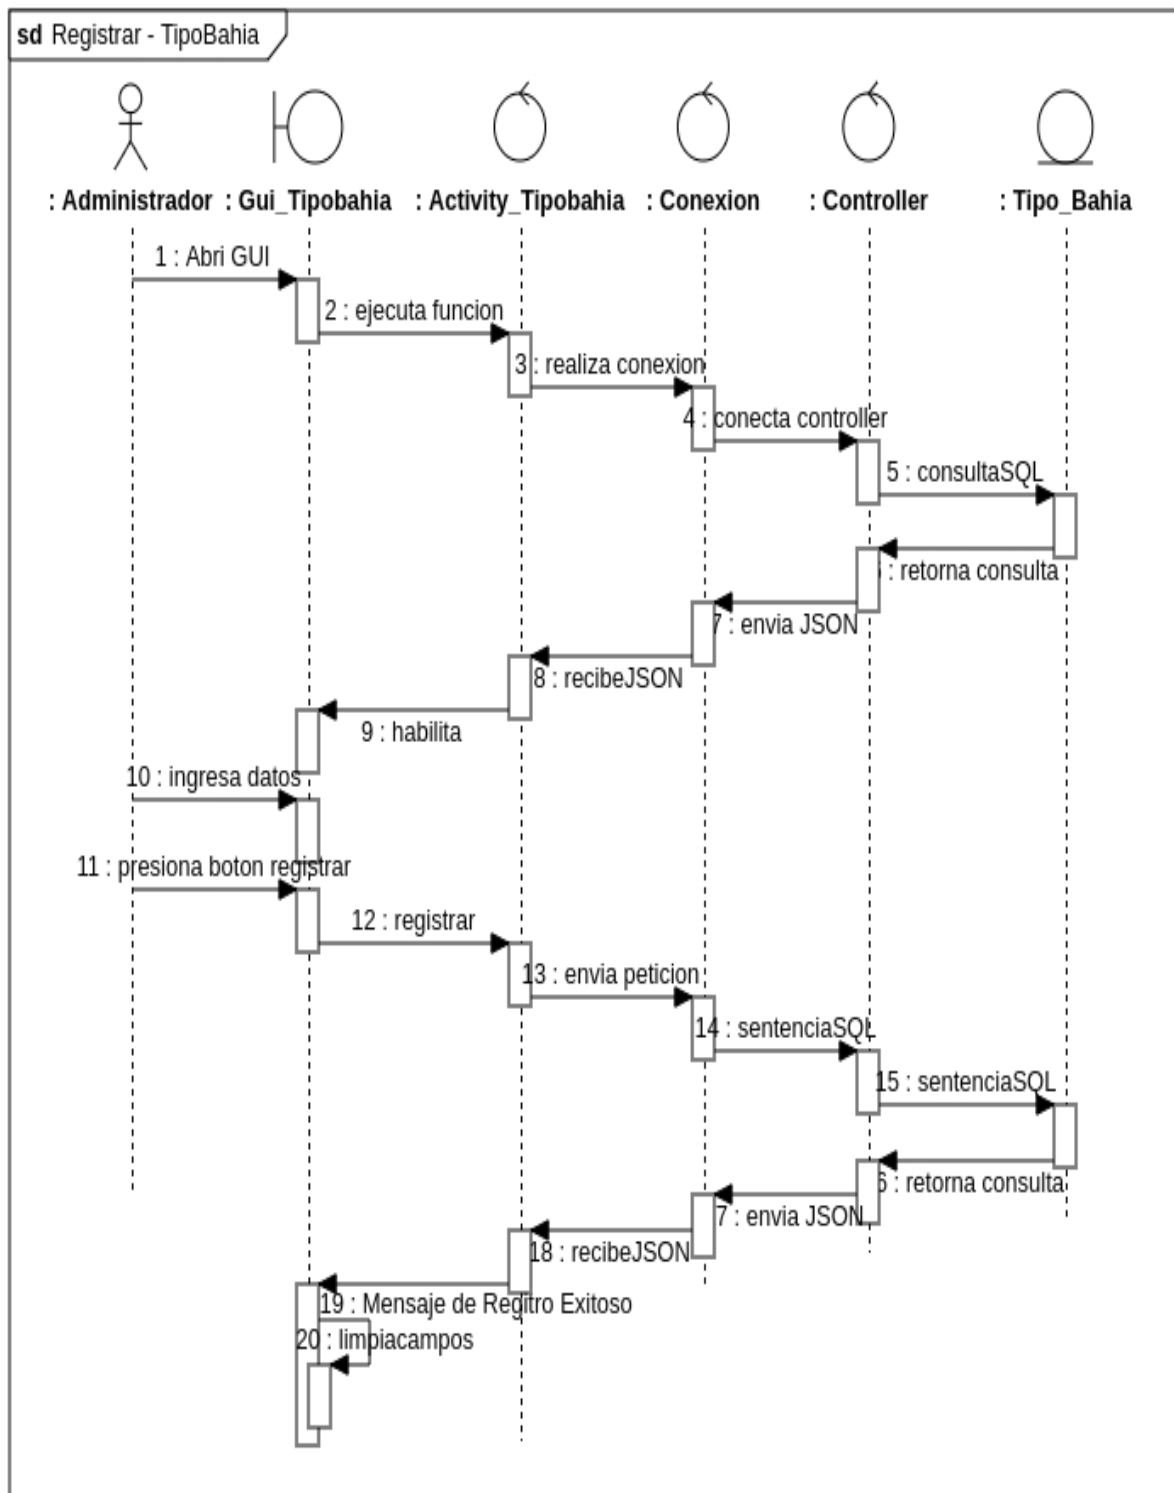 sd Registrar - TipoBahia
: Administrador : Gui_Tipobahia : Activity_Tipobahia : Conexion : Controller : Tipo_Bahia
1 : Abri GUI
2 : ejecuta funcion
3 : realiza conexion
4 : conecta controller
5 : consultaSQL
: retorna consulta
7 : envia JSON
8 : recibeJSON
9 : habilita
10 : ingresa datos
11 : presiona boton registrar
12 : registrar
13 : envia peticion
14 : sentenciaSQL
15 : sentenciaSQL
6 : retorna consulta
7 : envia JSON
18 : recibeJSON
19 : Mensaje de Regitro Exitoso
20 : limpiacampos